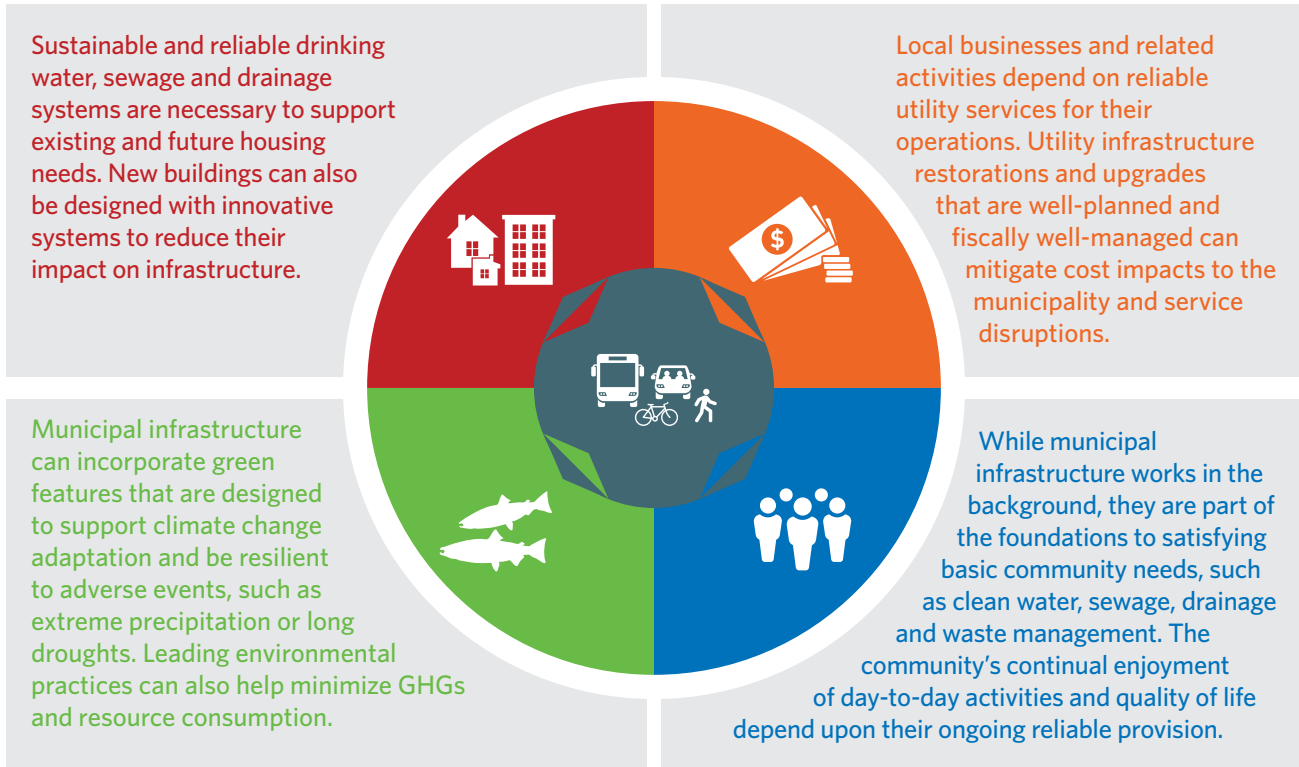 Sustainable and reliable drinking
water, sewage and drainage
systems are necessary to support
existing and future housing
needs. New buildings can also
be designed with innovative
systems to reduce their
impact on infrastructure.
Local businesses and related
activities depend on reliable
utility services for their
operations. Utility infrastructure
restorations and upgrades
that are well-planned and
fiscally well-managed can
mitigate cost impacts to the
municipality and service
disruptions.
$
Municipal infrastructure
can incorporate green
features that are designed
to support climate change
adaptation and be resilient
to adverse events, such as
extreme precipitation or long
droughts. Leading environmental
practices can also help minimize GHGs
and resource consumption.
While municipal
infrastructure works in the
background, they are part of
the foundations to satisfying
basic community needs, such
as clean water, sewage, drainage
and waste management. The
community’s continual enjoyment
of day-to-day activities and quality of life
depend upon their ongoing reliable provision.